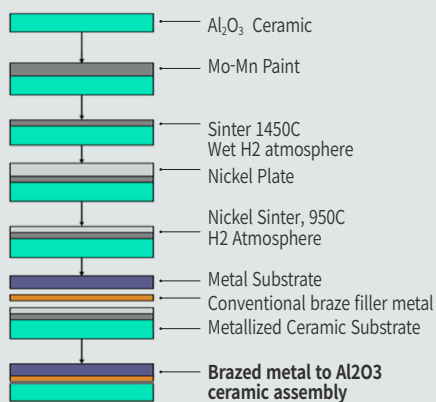 Al₂O₃ Ceramic
Mo-Mn Paint
Sinter 1450C
Wet H2 atmosphere
Nickel Plate
Nickel Sinter, 950C
H2 Atmosphere
Metal Substrate
Conventional braze filler metal
Metallized Ceramic Substrate
Brazed metal to Al2O3
ceramic assembly